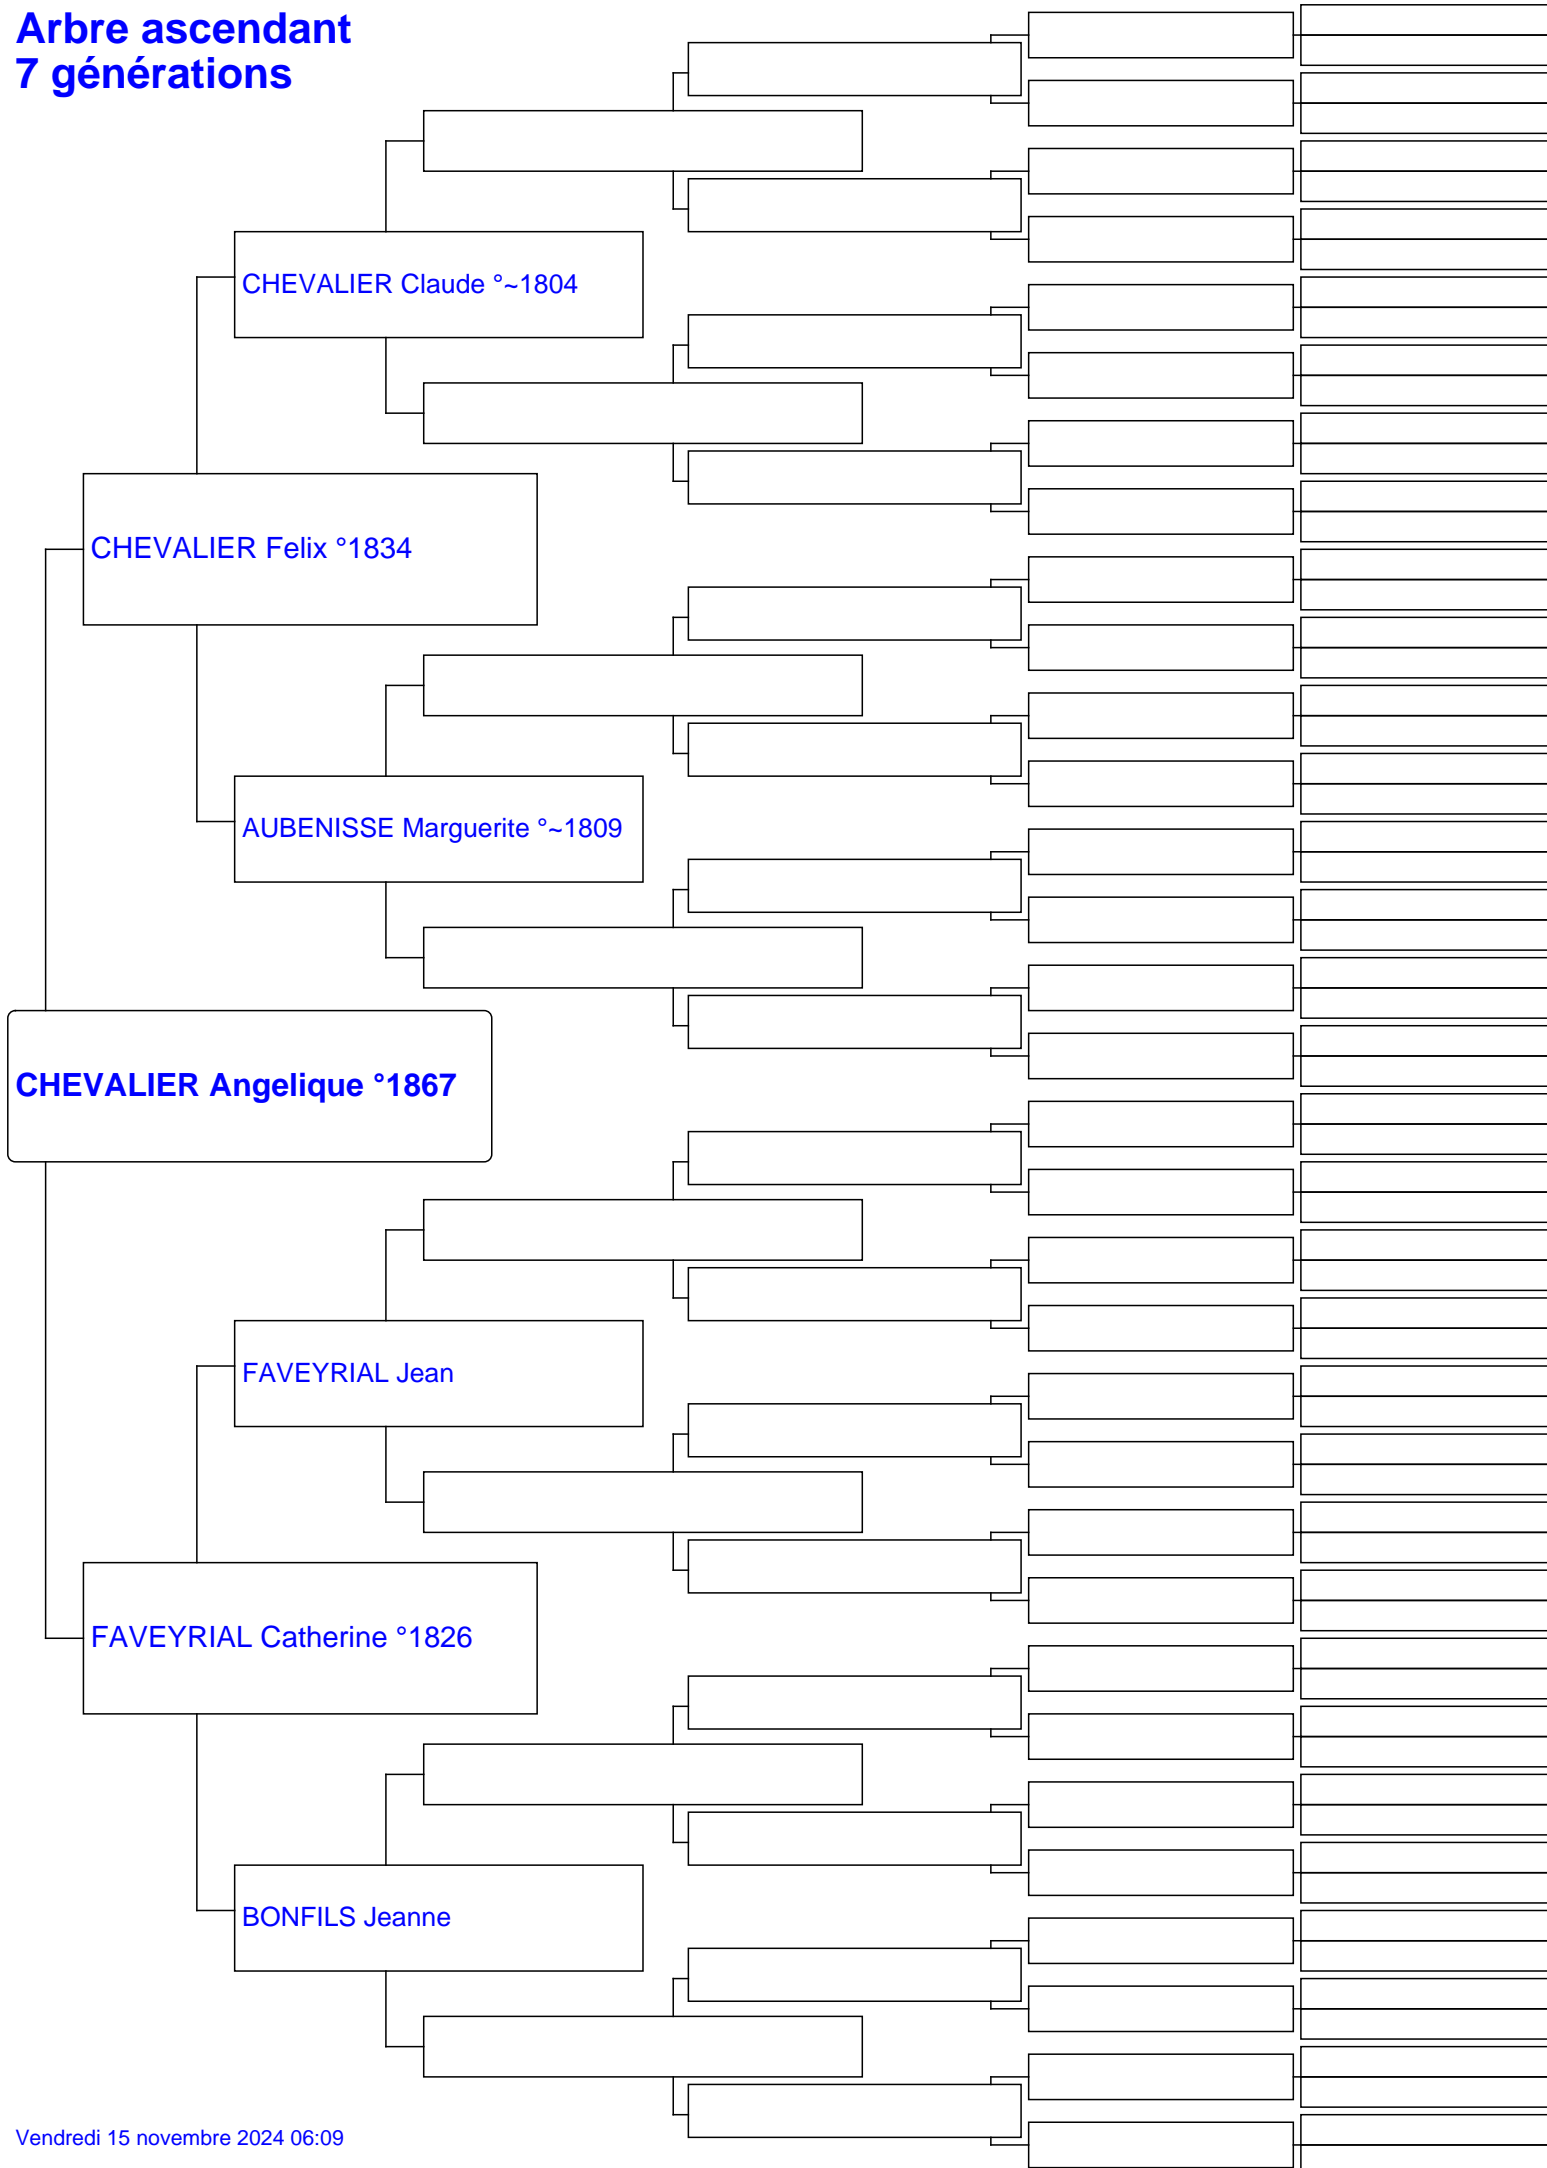 Arbre ascendant
7 générations
CHEVALIER Claude °~1804
CHEVALIER Felix °1834
AUBENISSE Marguerite °~1809
CHEVALIER Angelique °1867
FAVEYRIAL Jean
FAVEYRIAL Catherine °1826
BONFILS Jeanne
Vendredi 15 novembre 2024 06:09